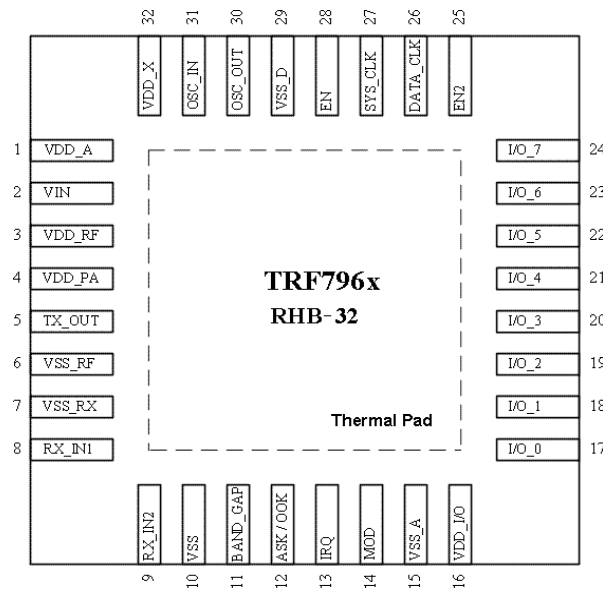 32 31 30 29 28 27 26 25
VDD_X OSC_IN OSC_OUT VSS_D EN SYS_CLK DATA_CLK EN2
1 VDD_A I/O_7 24
2 VIN I/O_6 23
3 VDD_RF I/O_5 22
4 VDD_PA I/O_4 21
5 TX_OUT I/O_3 20
6 VSS_RF I/O_2 19
7 VSS_RX I/O_1 18
8 RX_IN1 I/O_0 17
TRF796x
RHB-32
Thermal Pad
RX_IN2 VSS BAND_GAP ASK / OOK IRQ MOD VSS_A VDD_I/O
9 10 11 12 13 14 15 16